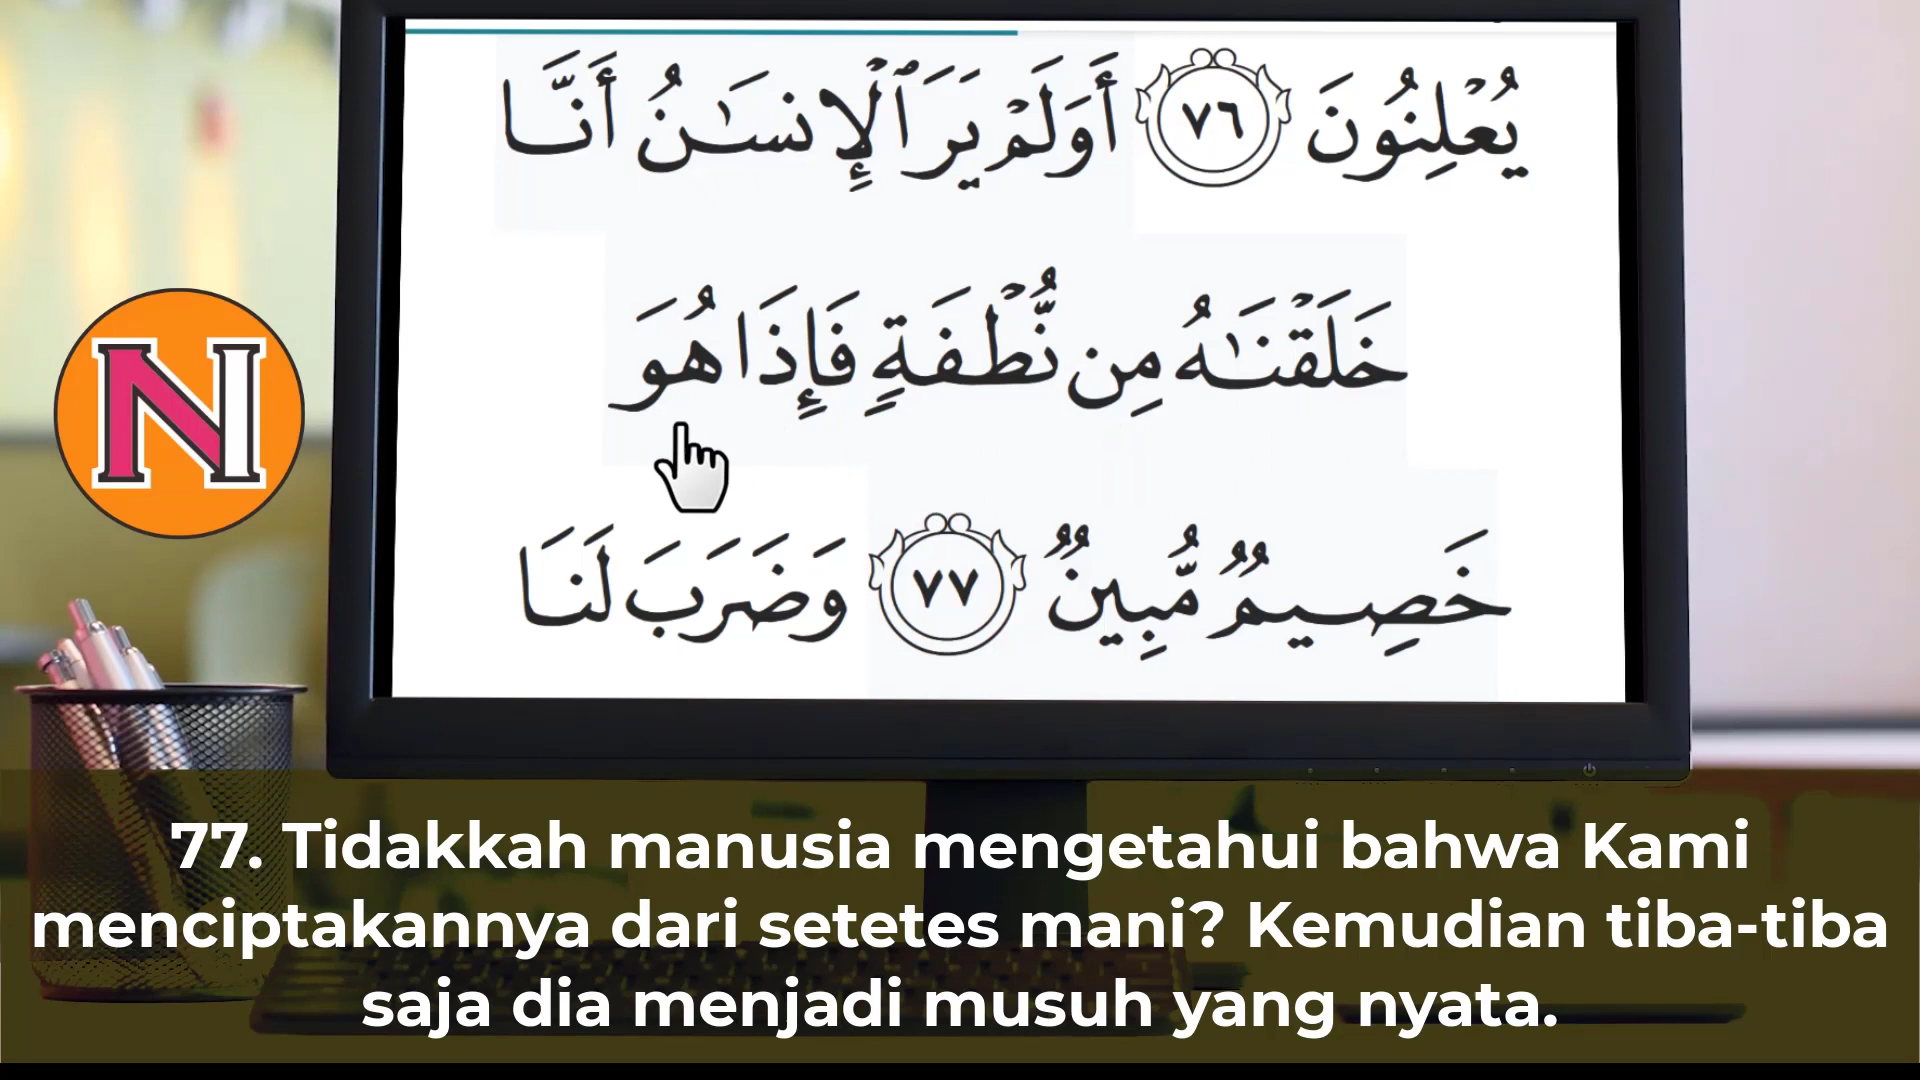 يُعْلِنُونَ ٧٦ أَوَلَمْ يَرَ ٱلْإِنسَٰنُ أَنَّا
خَلَقْنَٰهُ مِن نُّطْفَةٍ فَإِذَا هُوَ
خَصِيمٌ مُّبِينٌ ٧٧ وَضَرَبَ لَنَا
N
77. Tidakkah manusia mengetahui bahwa Kami
menciptakannya dari setetes mani? Kemudian tiba-tiba
saja dia menjadi musuh yang nyata.